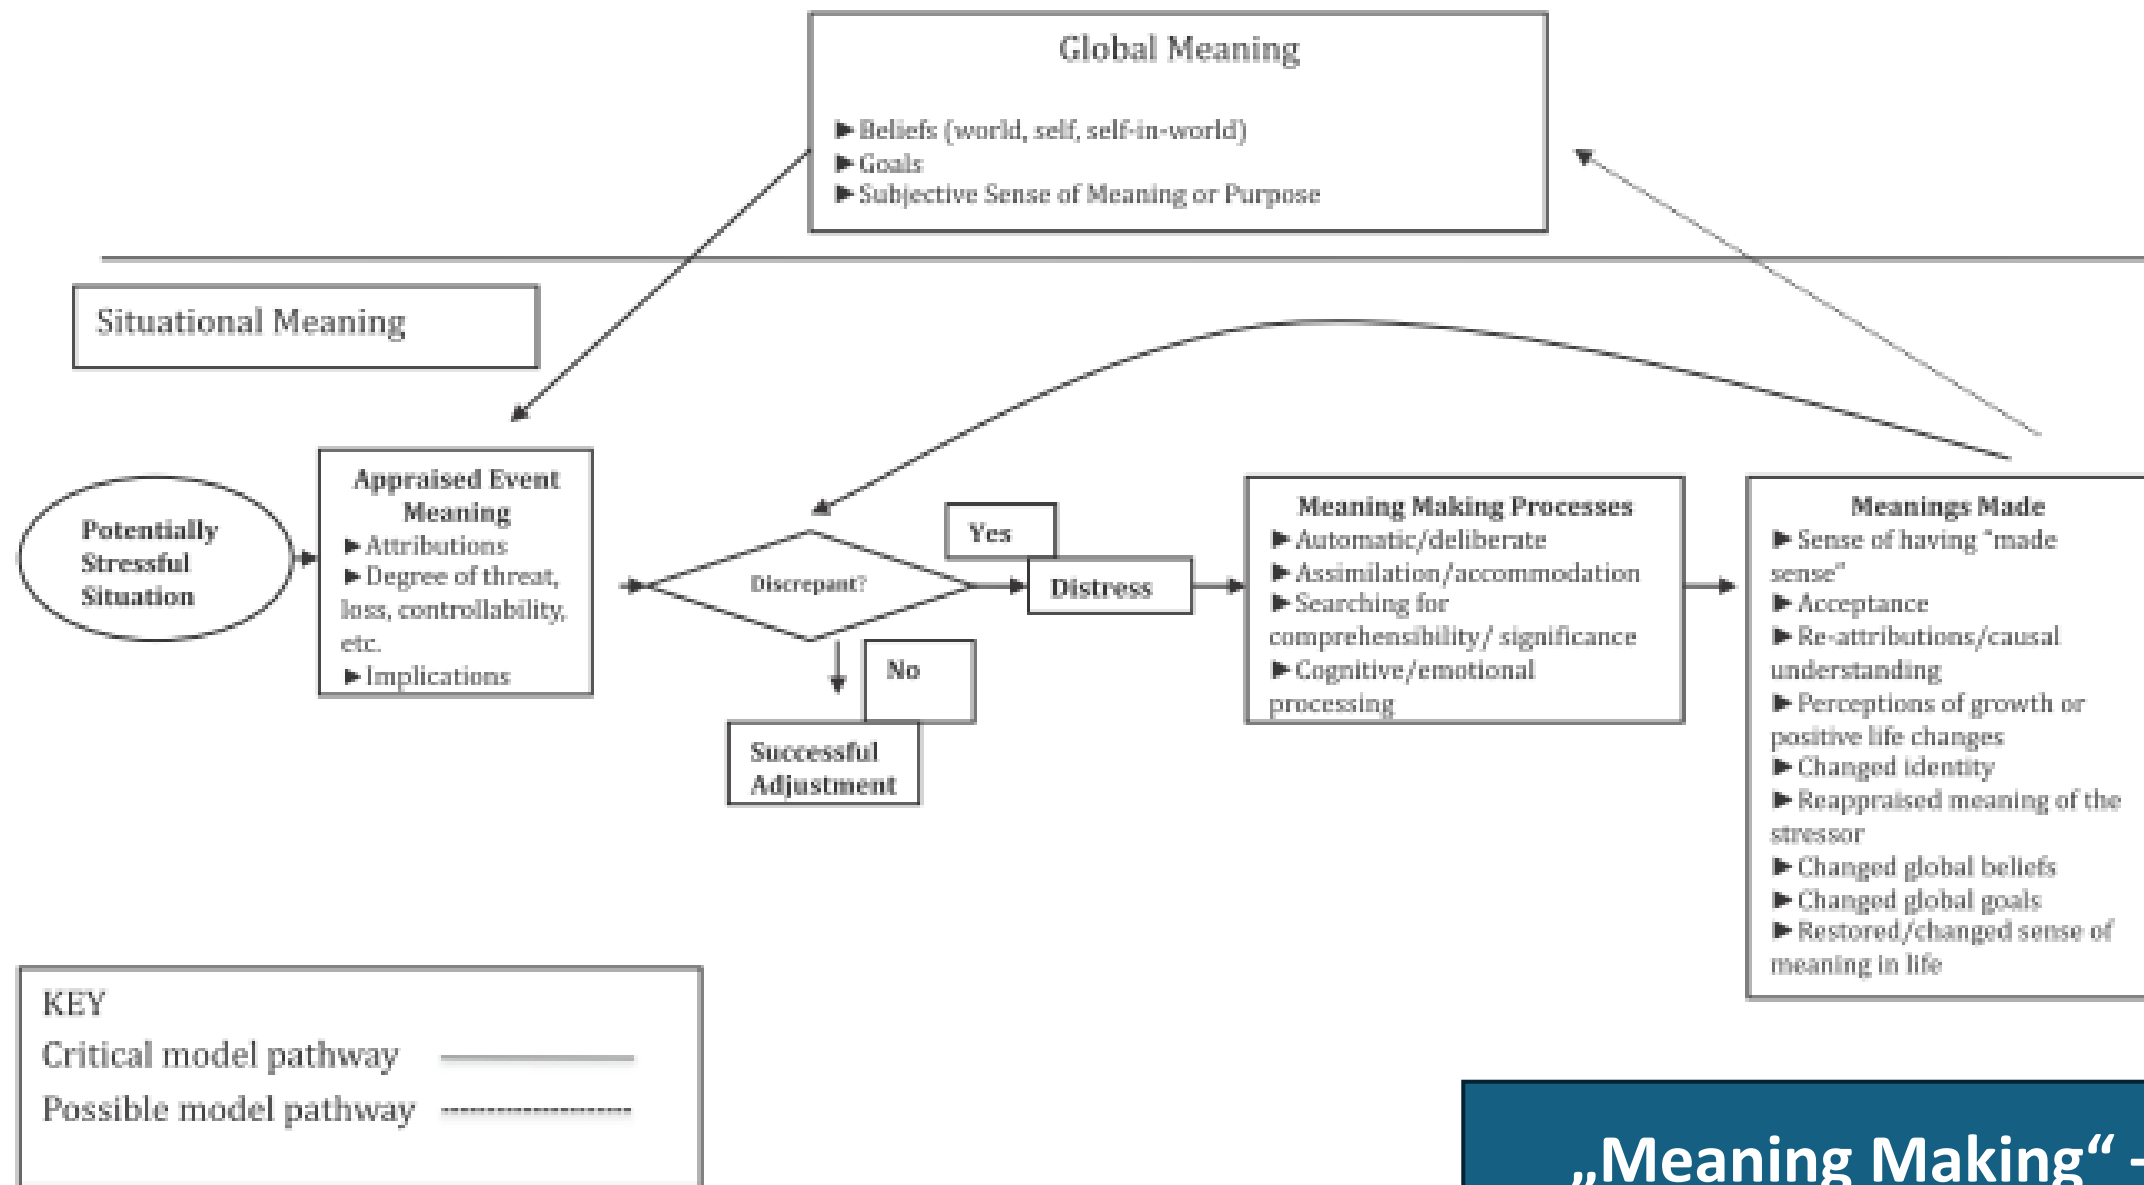 Global Meaning
►Beliefs (world, self, self-in-world)
►Goals
►Subjective Sense of Meaning or Purpose
Situational Meaning
Potentially
Stressful
Situation
Appraised Event
Meaning
►Attributions
►Degree of threat,
loss, controllability,
etc.
►Implications
Discrepant?
Yes
Distress
No
Successful
Adjustment
Meaning Making Processes
►Automatic/deliberate
►Assimilation/accommodation
►Searching for
comprehensibility/ significance
►Cognitive/emotional
processing
Meanings Made
►Sense of having “made
sense”
►Acceptance
►Re-attributions/causal
understanding
►Perceptions of growth or
positive life changes
►Changed identity
►Reappraised meaning of the
stressor
►Changed global beliefs
►Changed global goals
►Restored/changed sense of
meaning in life
KEY
Critical model pathway
Possible model pathway
„Meaning Making“ -